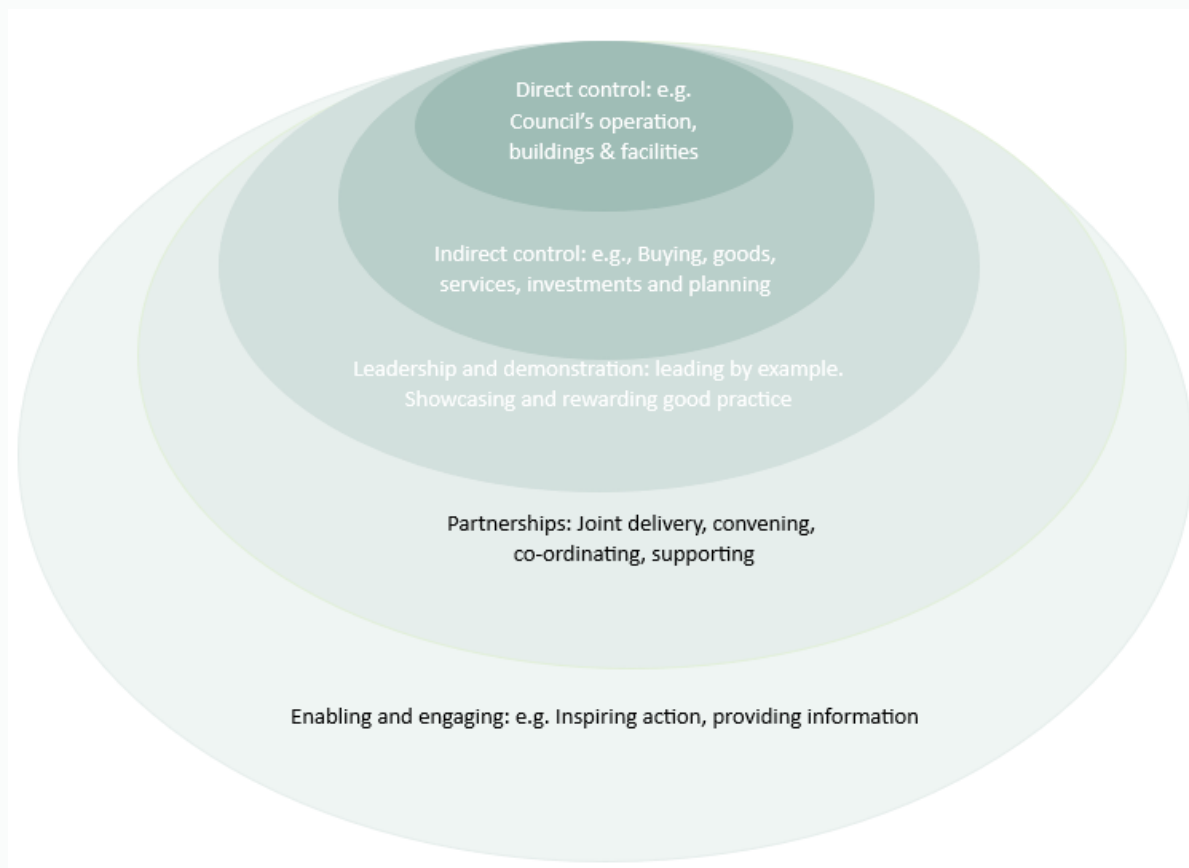 Direct control: e.g.
Council’s operation,
buildings & facilities
Indirect control: e.g., Buying, goods,
services, investments and planning
Leadership and demonstration: leading by example.
Showcasing and rewarding good practice
Partnerships: Joint delivery, convening,
co-ordinating, supporting
Enabling and engaging: e.g. Inspiring action, providing information